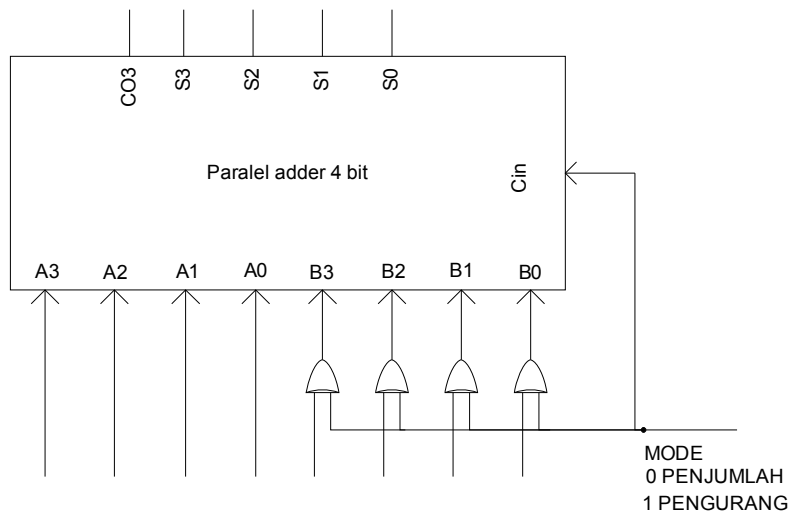 CO3 S3 S2 S1 S0
Paralel adder 4 bit
Cin
A3 A2 A1 A0 B3 B2 B1 B0
MODE
0 PENJUMLAH
1 PENGURANG